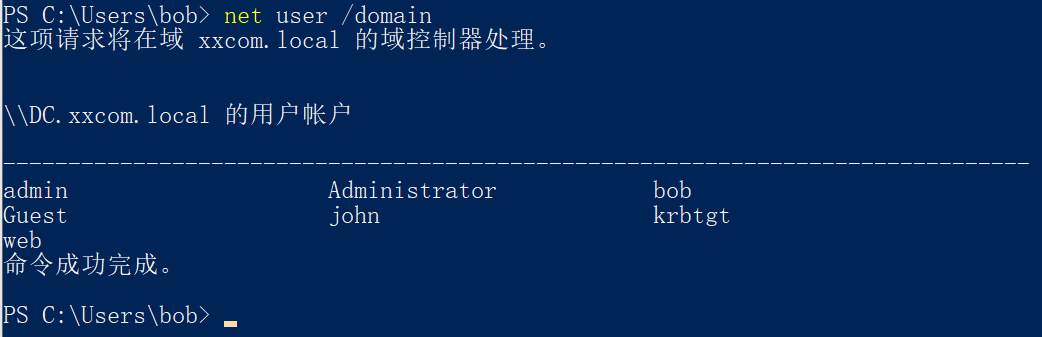 PS C:\Users\bob> net user /domain
这项请求将在域 xxcom.local 的域控制器处理。
\\DC.xxcom.local 的用户帐户
-------------------------------------------------------------------------------
admin Administrator bob
Guest john krbtgt
web
命令成功完成。
PS C:\Users\bob> _